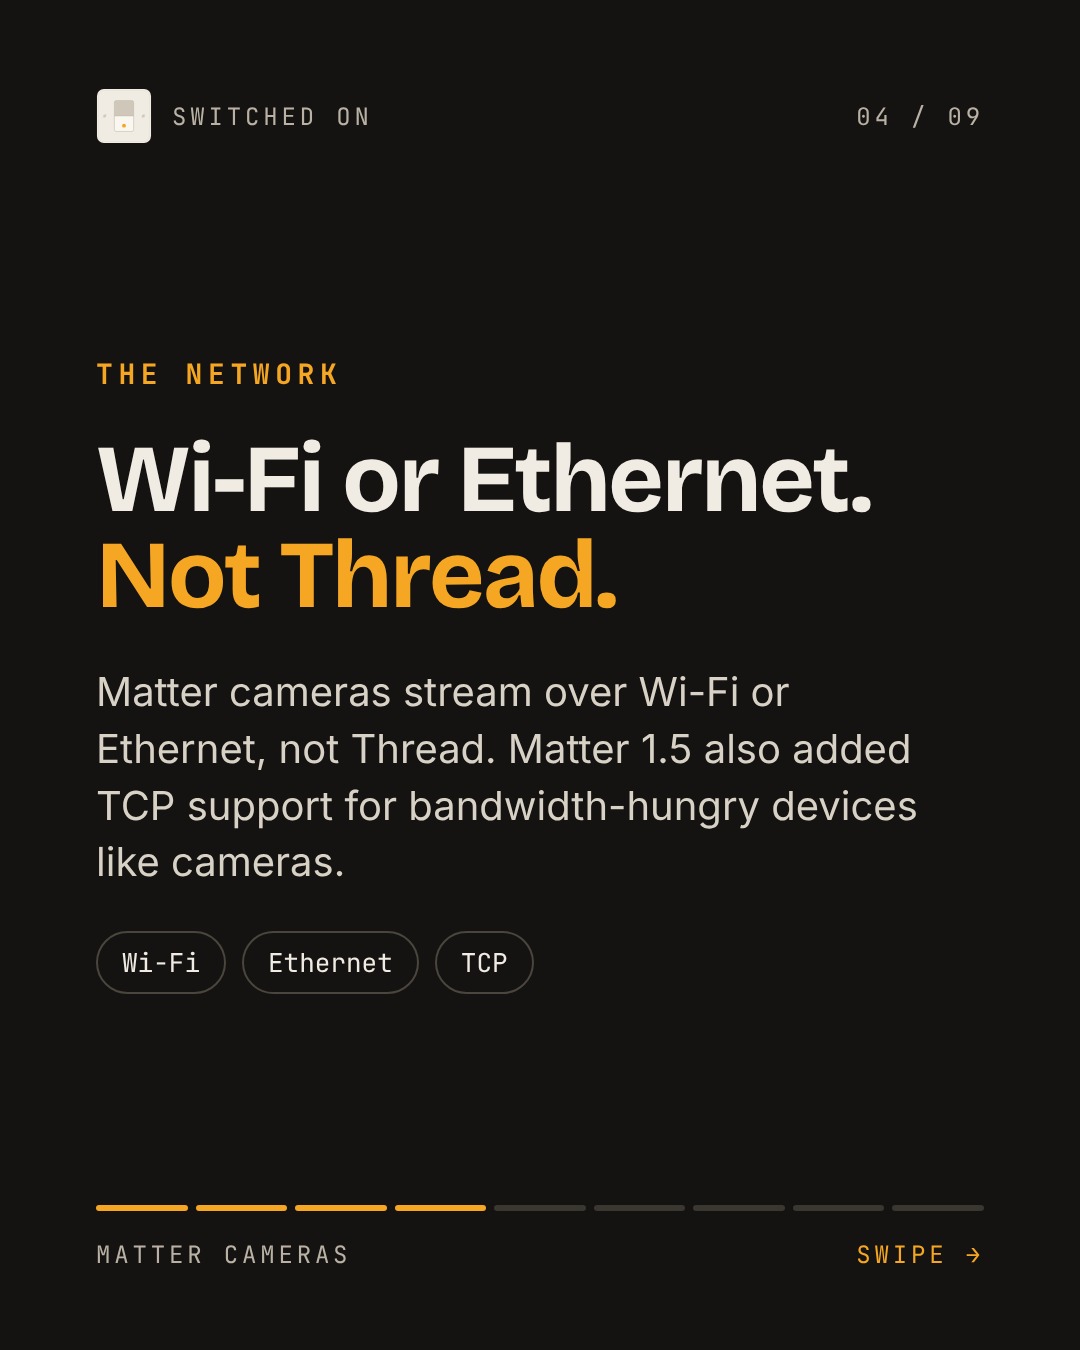 SWITCHED ON
04 / 09
THE NETWORK
Wi-Fi or Ethernet.
Not Thread.
Matter cameras stream over Wi-Fi or
Ethernet, not Thread. Matter 1.5 also added
TCP support for bandwidth-hungry devices
like cameras.
Wi-Fi
Ethernet
TCP
MATTER CAMERAS
SWIPE →